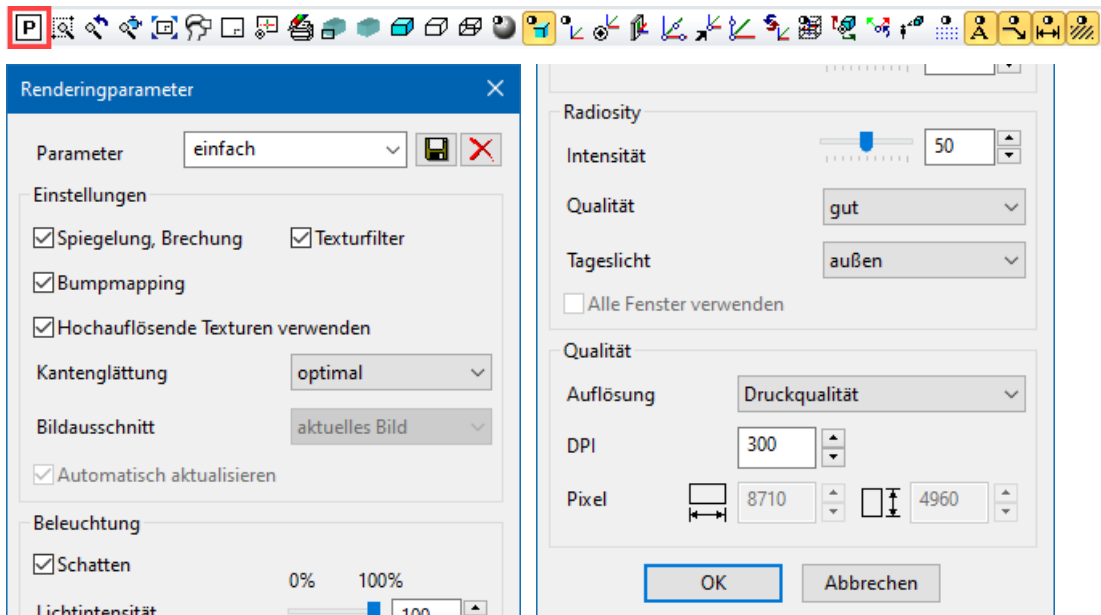 P
A
Renderingparameter
Parameter einfach
Einstellungen
Spiegelung, Brechung Texturfilter
Bumpmapping
Hochauflösende Texturen verwenden
Kantenglättung optimal
Bildausschnitt aktuelles Bild
Automatisch aktualisieren
Beleuchtung
Schatten
0% 100%
Lichtintensität 100
Radiosity
Intensität 50
Qualität gut
Tageslicht außen
Alle Fenster verwenden
Qualität
Auflösung Druckqualität
DPI 300
Pixel 8710 4960
OK Abbrechen